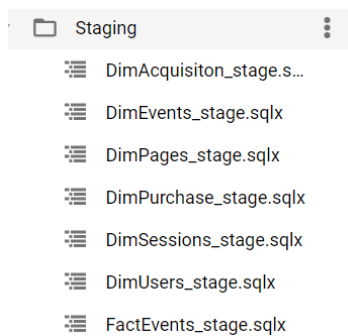 Staging
DimAcquisiton_stage.s...
DimEvents_stage.sqlx
DimPages_stage.sqlx
DimPurchase_stage.sqlx
DimSessions_stage.sqlx
DimUsers_stage.sqlx
FactEvents_stage.sqlx